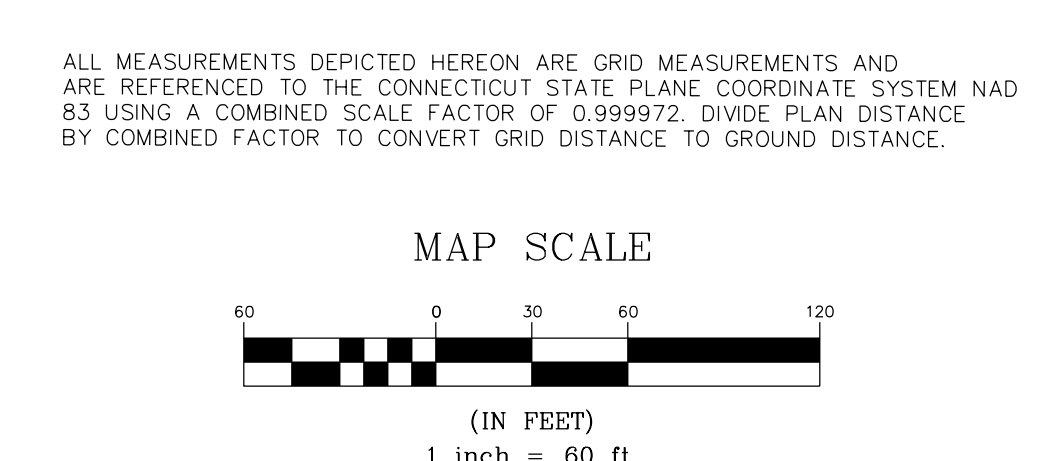 ALL MEASUREMENTS DEPICTED HEREON ARE GRID MEASUREMENTS AND
ARE REFERENCED TO THE CONNECTICUT STATE PLANE COORDINATE SYSTEM NAD
83 USING A COMBINED SCALE FACTOR OF 0.999972. DIVIDE PLAN DISTANCE
BY COMBINED FACTOR TO CONVERT GRID DISTANCE TO GROUND DISTANCE.
MAP SCALE
60 0 30 60 120
(IN FEET)
1 inch = 60 ft